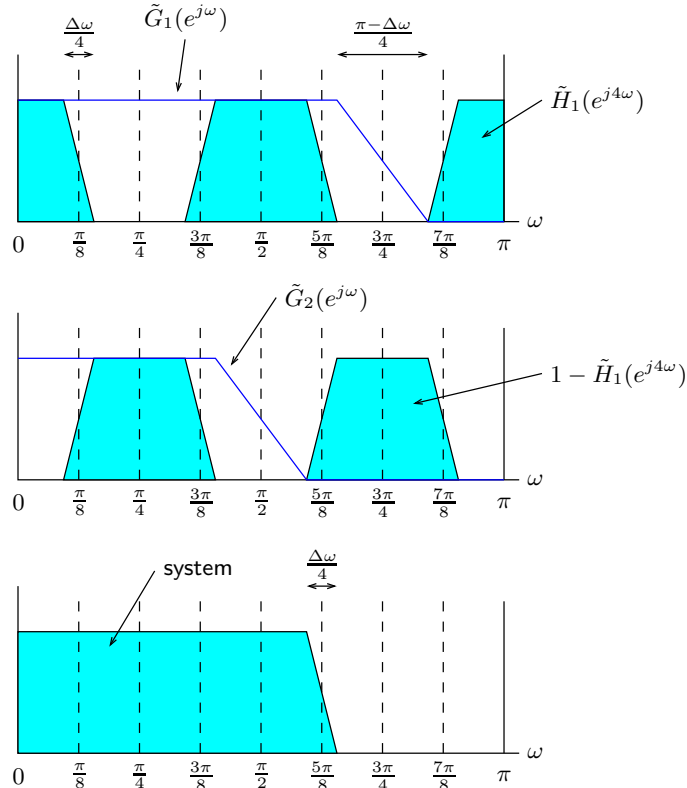 Δω/4
G̃₁(e^{jω})
π−Δω/4
H̃₁(e^{j4ω})
0 π/8 π/4 3π/8 π/2 5π/8 3π/4 7π/8 π ω
G̃₂(e^{jω})
1 − H̃₁(e^{j4ω})
0 π/8 π/4 3π/8 π/2 5π/8 3π/4 7π/8 π ω
system
Δω/4
0 π/8 π/4 3π/8 π/2 5π/8 3π/4 7π/8 π ω